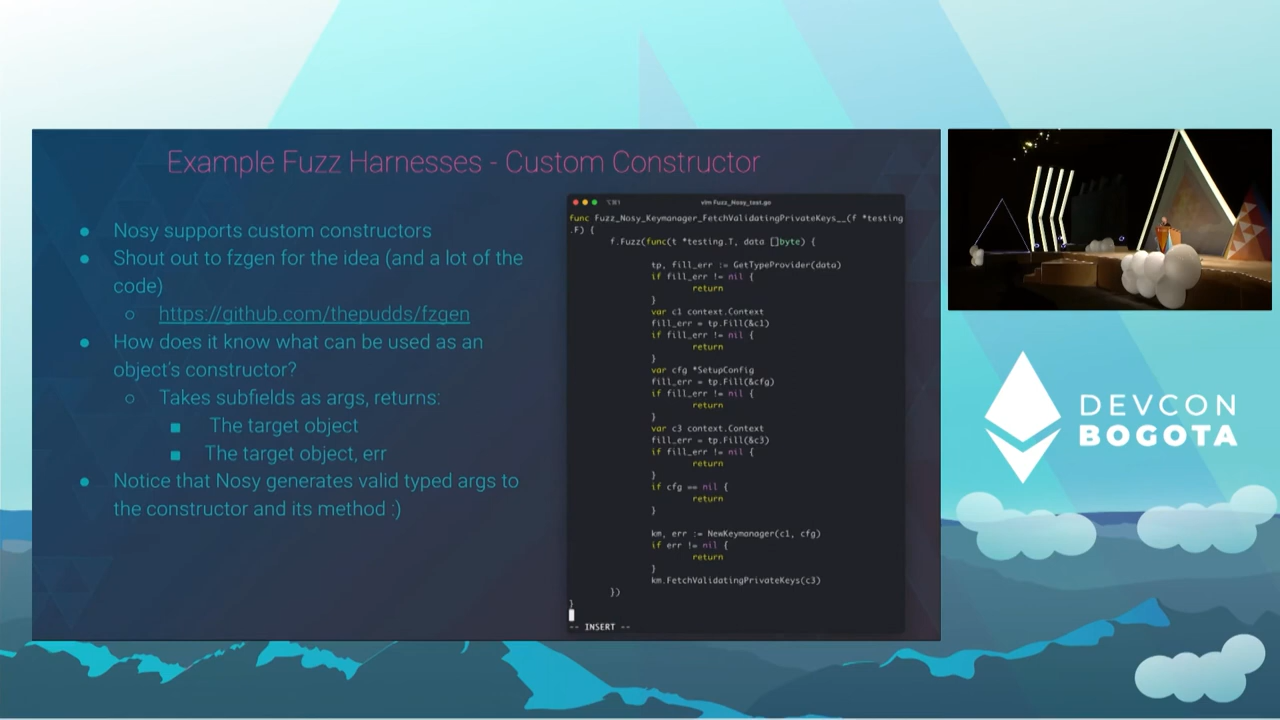 Example Fuzz Harnesses - Custom Constructor
● Nosy supports custom constructors
● Shout out to fzgen for the idea (and a lot of the
code)
○ https://github.com/thepudds/fzgen
● How does it know what can be used as an
object's constructor?
○ Takes subfields as args, returns:
■ The target object
■ The target object, err
● Notice that Nosy generates valid typed args to
the constructor and its method :)
vim Fuzz_Nosy_test.go
func Fuzz_Nosy_Keymanager_FetchValidatingPrivateKeys__(f *testing
.F) {
f.Fuzz(func(t *testing.T, data []byte) {
tp, fill_err := GetTypeProvider(data)
if fill_err != nil {
return
}
var c1 context.Context
fill_err = tp.Fill(&c1)
if fill_err != nil {
return
}
var cfg *SetupConfig
fill_err = tp.Fill(&cfg)
if fill_err != nil {
return
}
var c3 context.Context
fill_err = tp.Fill(&c3)
if fill_err != nil {
return
}
if cfg == nil {
return
}
km, err := NewKeymanager(c1, cfg)
if err != nil {
return
}
km.FetchValidatingPrivateKeys(c3)
})
}
-- INSERT --
DEVCON
BOGOTA